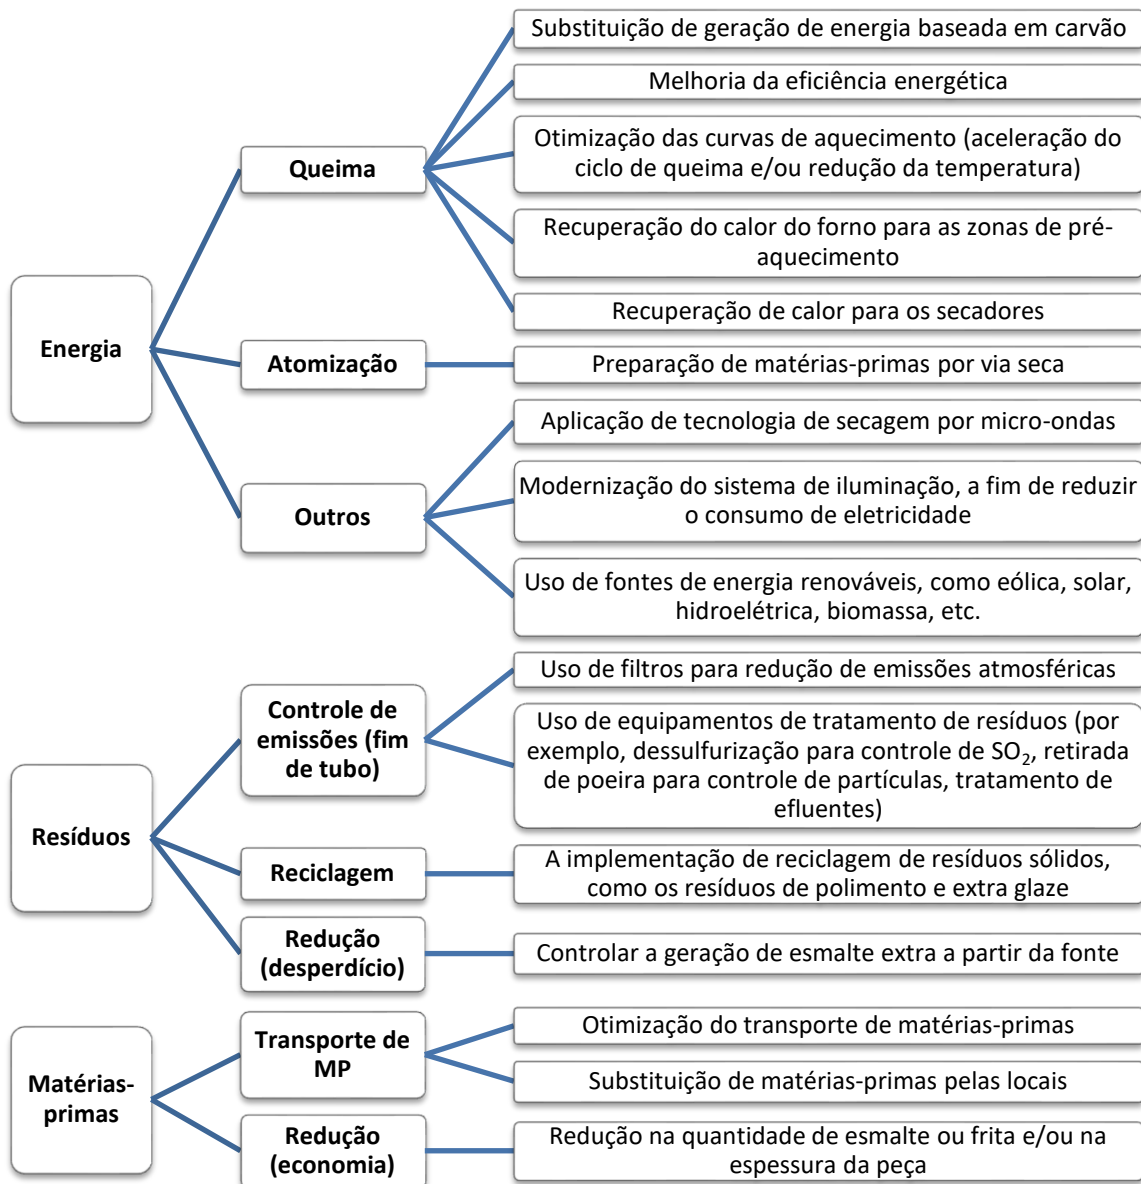 Substituição de geração de energia baseada em carvão
Melhoria da eficiência energética
Otimização das curvas de aquecimento (aceleração do
ciclo de queima e/ou redução da temperatura)
Queima
Recuperação do calor do forno para as zonas de pré-
aquecimento
Recuperação de calor para os secadores
Energia
Atomização
Preparação de matérias-primas por via seca
Aplicação de tecnologia de secagem por micro-ondas
Modernização do sistema de iluminação, a fim de reduzir
o consumo de eletricidade
Outros
Uso de fontes de energia renováveis, como eólica, solar,
hidroelétrica, biomassa, etc.
Uso de filtros para redução de emissões atmosféricas
Controle de
emissões (fim
de tubo)
Uso de equipamentos de tratamento de resíduos (por
exemplo, dessulfurização para controle de SO₂, retirada
de poeira para controle de partículas, tratamento de
efluentes)
Resíduos
Reciclagem
A implementação de reciclagem de resíduos sólidos,
como os resíduos de polimento e extra glaze
Redução
(desperdício)
Controlar a geração de esmalte extra a partir da fonte
Transporte de
MP
Otimização do transporte de matérias-primas
Substituição de matérias-primas pelas locais
Matérias-
primas
Redução
(economia)
Redução na quantidade de esmalte ou frita e/ou na
espessura da peça